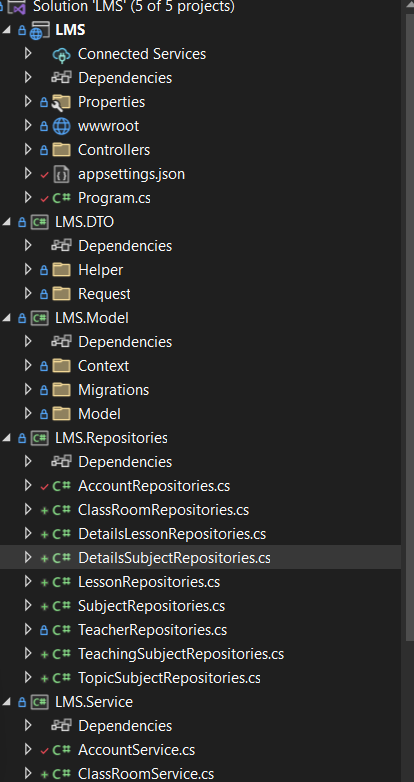 Solution 'LMS' (5 of 5 projects)
LMS
Connected Services
Dependencies
Properties
wwwroot
Controllers
appsettings.json
C# Program.cs
C# LMS.DTO
Dependencies
Helper
Request
C# LMS.Model
Dependencies
Context
Migrations
Model
C# LMS.Repositories
Dependencies
C# AccountRepositories.cs
C# ClassRoomRepositories.cs
C# DetailsLessonRepositories.cs
C# DetailsSubjectRepositories.cs
C# LessonRepositories.cs
C# SubjectRepositories.cs
C# TeacherRepositories.cs
C# TeachingSubjectRepositories.cs
C# TopicSubjectRepositories.cs
C# LMS.Service
Dependencies
C# AccountService.cs
C# ClassRoomService.cs